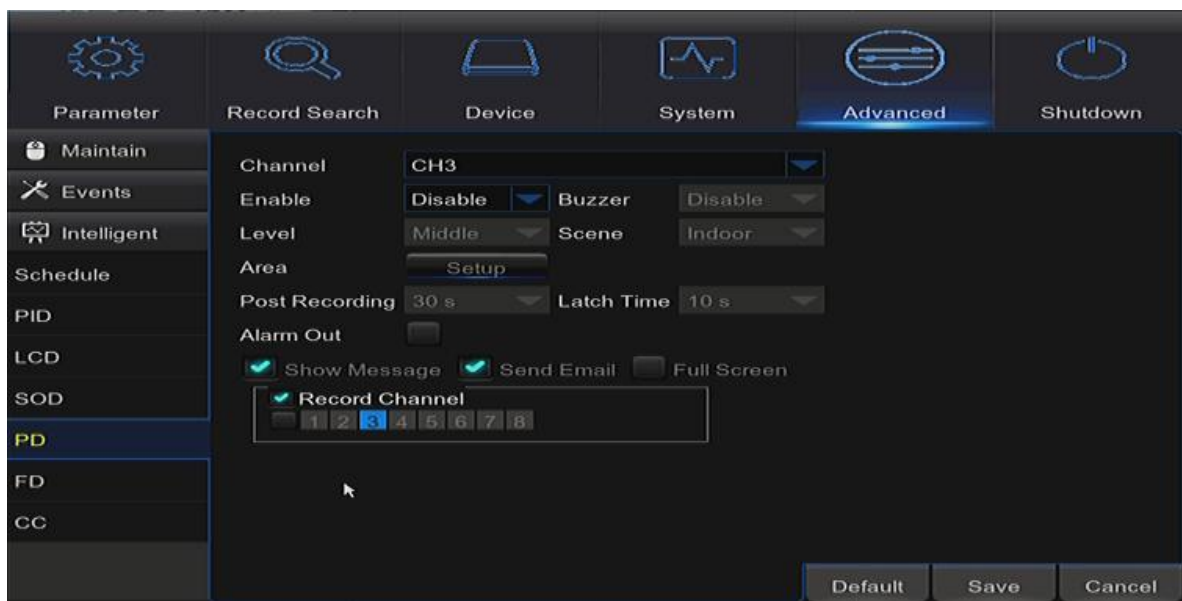 Parameter Record Search Device System Advanced Shutdown
Maintain
Events
Intelligent
Schedule
PID
LCD
SOD
PD
FD
CC
Channel CH3
Enable Disable Buzzer Disable
Level Middle Scene Indoor
Area Setup
Post Recording 30 s Latch Time 10 s
Alarm Out
Show Message Send Email Full Screen
Record Channel
1 2 3 4 5 6 7 8
Default Save Cancel